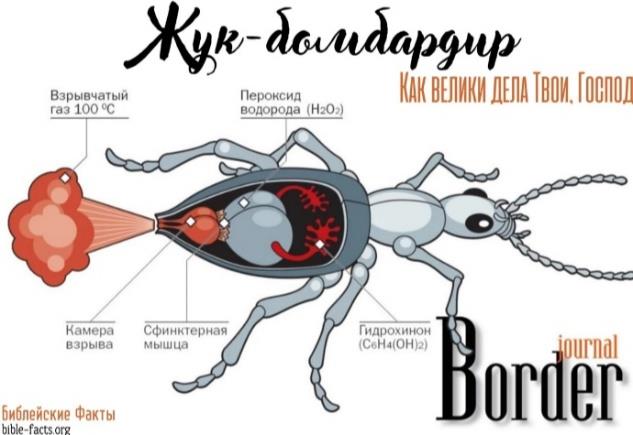 Жук-бомбардир
Как велики дела Твои, Господ
Взрывчатый
газ 100 ºС
Пероксид
водорода (H2O2)
Камера
взрыва
Сфинктерная
мышца
Гидрохинон
(C6H4(OH)2)
journal
Border
Библейские Факты
bible-facts.org